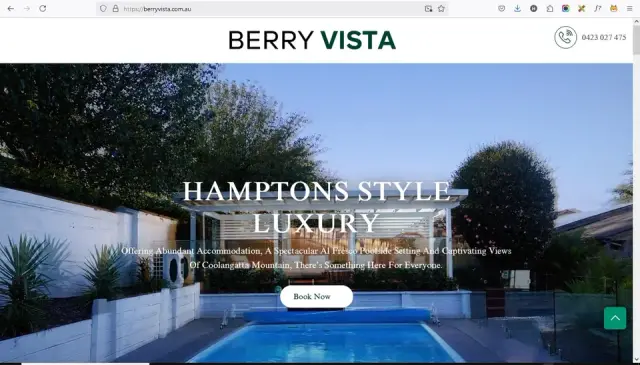 https://berryvista.com.au
BERRY VISTA
0423 027 475
HAMPTONS STYLE
LUXURY
Offering Abundant Accommodation, A Spectacular Al Fresco Poolside Setting And Captivating Views
Of Coolangatta Mountain, There's Something Here For Everyone.
Book Now